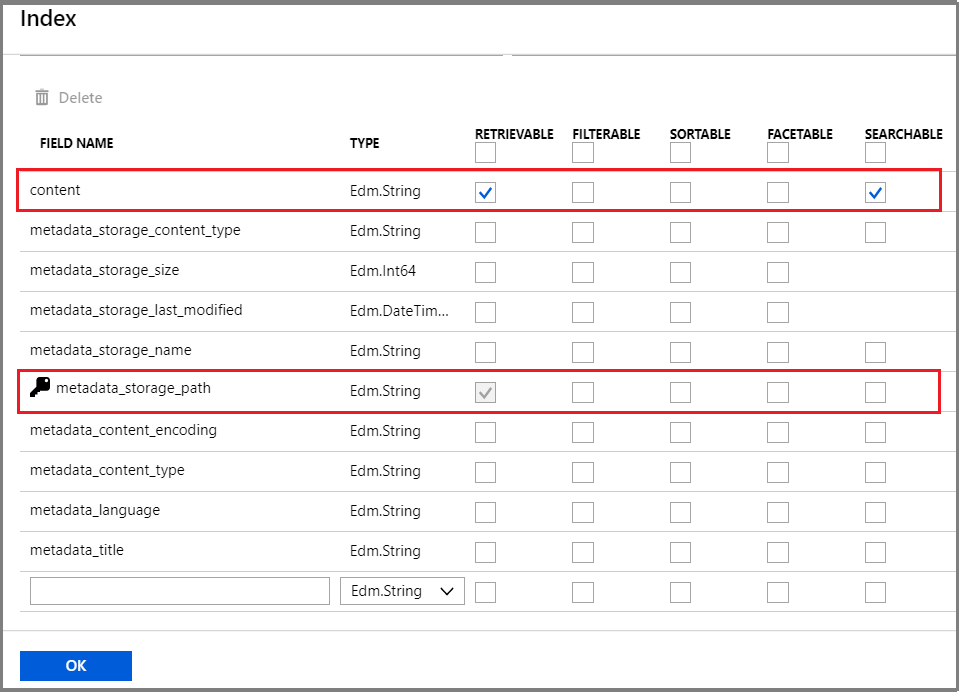 Index
Delete
FIELD NAME TYPE RETRIEVABLE FILTERABLE SORTABLE FACETABLE SEARCHABLE
content Edm.String
metadata_storage_content_type Edm.String
metadata_storage_size Edm.Int64
metadata_storage_last_modified Edm.DateTim...
metadata_storage_name Edm.String
metadata_storage_path Edm.String
metadata_content_encoding Edm.String
metadata_content_type Edm.String
metadata_language Edm.String
metadata_title Edm.String
Edm.String
OK